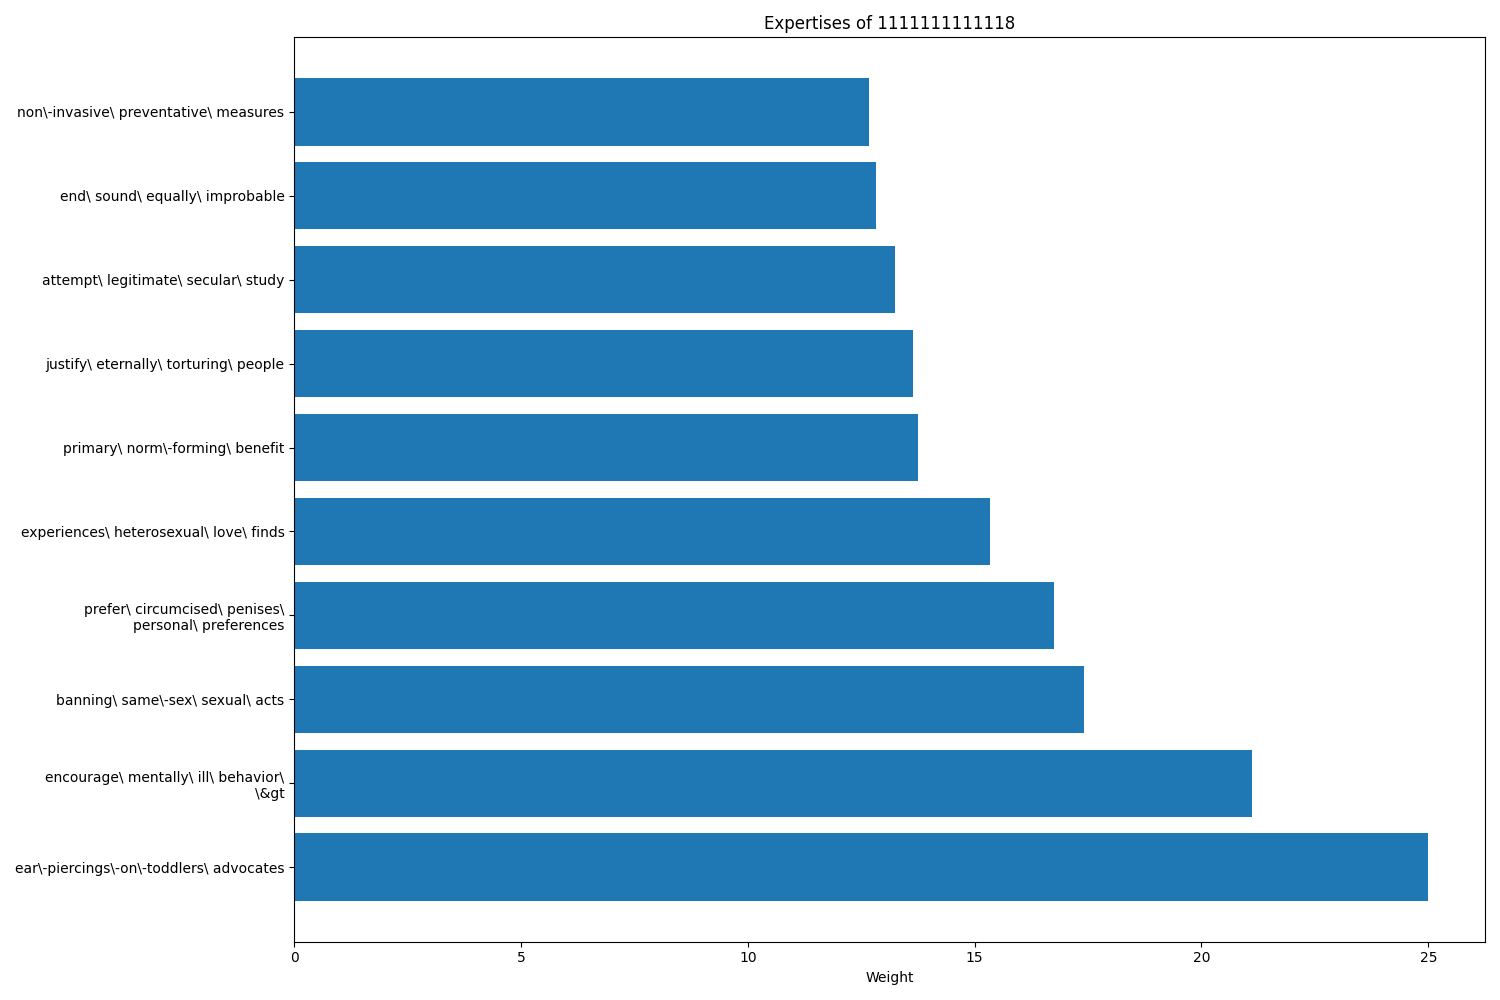 Expertises of 1111111111118
non\-invasive\ preventative\ measures
end\ sound\ equally\ improbable
attempt\ legitimate\ secular\ study
justify\ eternally\ torturing\ people
primary\ norm\-forming\ benefit
experiences\ heterosexual\ love\ finds
prefer\ circumcised\ penises\
personal\ preferences
banning\ same\-sex\ sexual\ acts
encourage\ mentally\ ill\ behavior\
\&gt
ear\-piercings\-on\-toddlers\ advocates
0 5 10 15 20 25
Weight